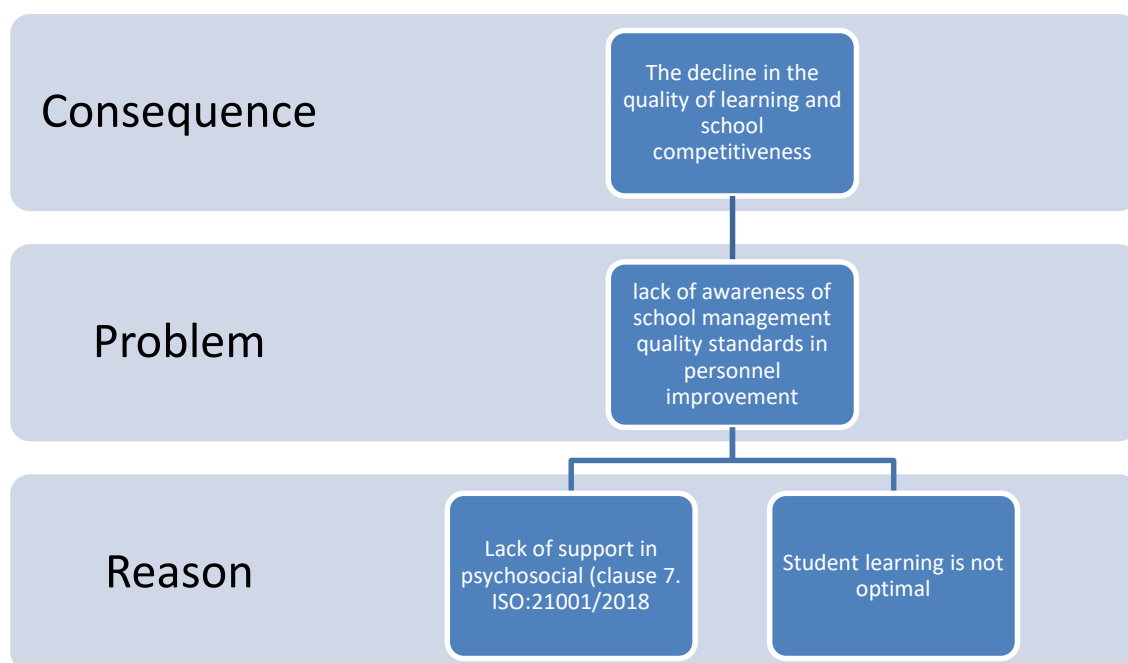 Consequence
The decline in the
quality of learning and
school
competitiveness
Problem
lack of awareness of
school management
quality standards in
personnel
improvement
Reason
Lack of support in
psychosocial (clause 7.
ISO:21001/2018
Student learning is not
optimal